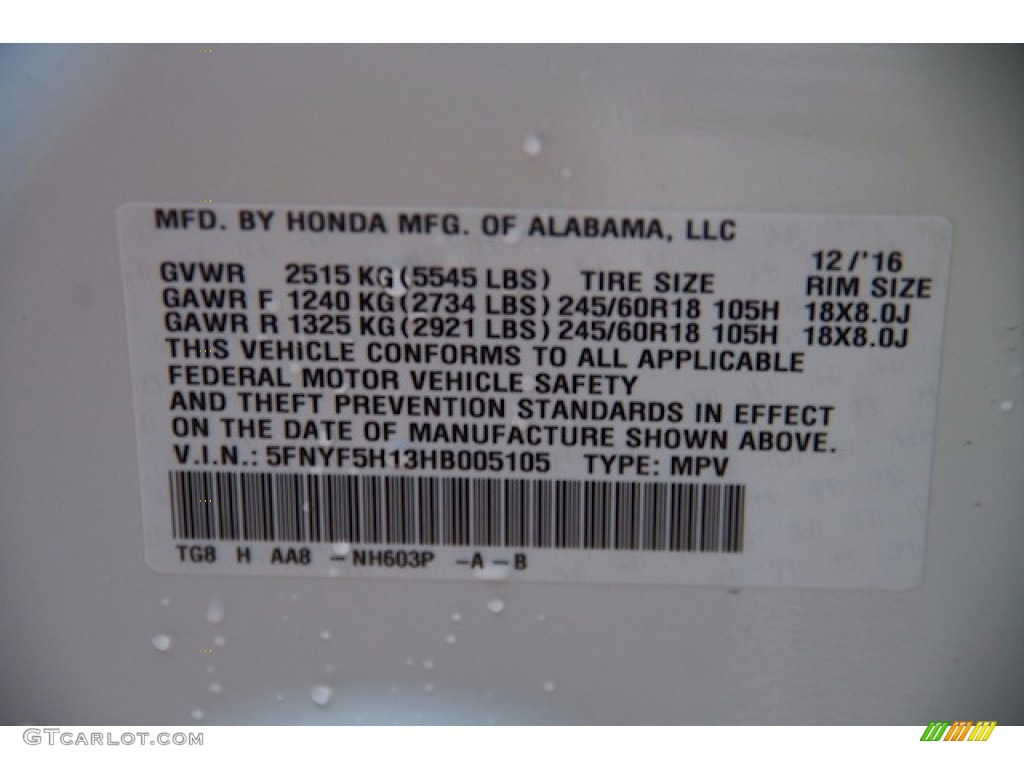 MFD. BY HONDA MFG. OF ALABAMA, LLC
12/'16
GVWR 2515 KG (5545 LBS) TIRE SIZE RIM SIZE
GAWR F 1240 KG (2734 LBS) 245/60R18 105H 18X8.0J
GAWR R 1325 KG (2921 LBS) 245/60R18 105H 18X8.0J
THIS VEHICLE CONFORMS TO ALL APPLICABLE
FEDERAL MOTOR VEHICLE SAFETY
AND THEFT PREVENTION STANDARDS IN EFFECT
ON THE DATE OF MANUFACTURE SHOWN ABOVE.
V.I.N.: 5FNYF5H13HB005105 TYPE: MPV
TG8 H AA8 – NH603P –A – B
GTCARLOT.COM